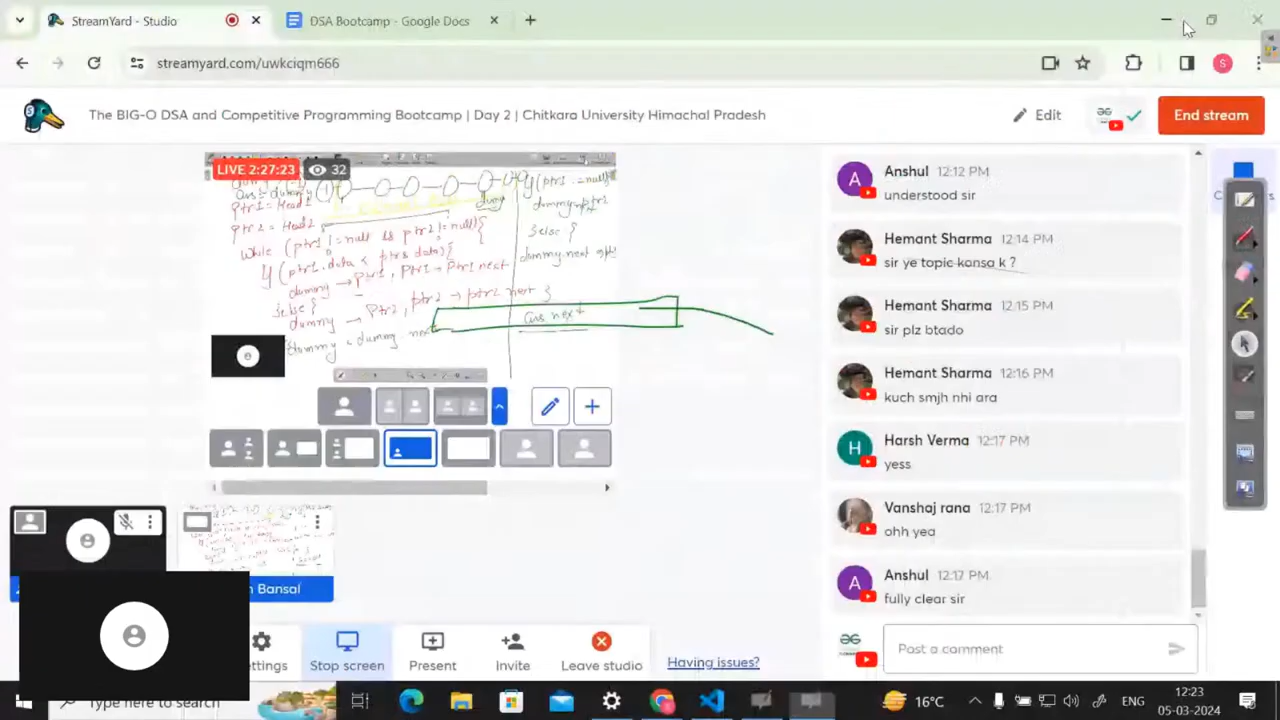 StreamYard - Studio
DSA Bootcamp - Google Docs
streamyard.com/uwkciqm666
S
The BIG-O DSA and Competitive Programming Bootcamp | Day 2 | Chitkara University Himachal Pradesh
Edit
End stream
LIVE 2:27:23
32
ptr1 = Head1
ptr2 = Head2
while (ptr1 != null && ptr2 != null){
dummy → ptr1, ptr1 → ptr1 next
}else{
dummy → ptr2, ptr2 → ptr2 next }
dummy = dummy next
}else {
ans next
A
Anshul 12:12 PM
understood sir
Hemant Sharma 12:14 PM
sir ye topic konsa k ?
Hemant Sharma 12:15 PM
sir plz btado
Hemant Sharma 12:16 PM
kuch smjh nhi ara
H
Harsh Verma 12:17 PM
yess
Vanshaj rana 12:17 PM
ohh yea
A
Anshul 12:17 PM
fully clear sir
Bansal
Stop screen
Present
Invite
Leave studio
Having issues?
Post a comment
Type here to search
16°C
ENG
12:23
05-03-2024